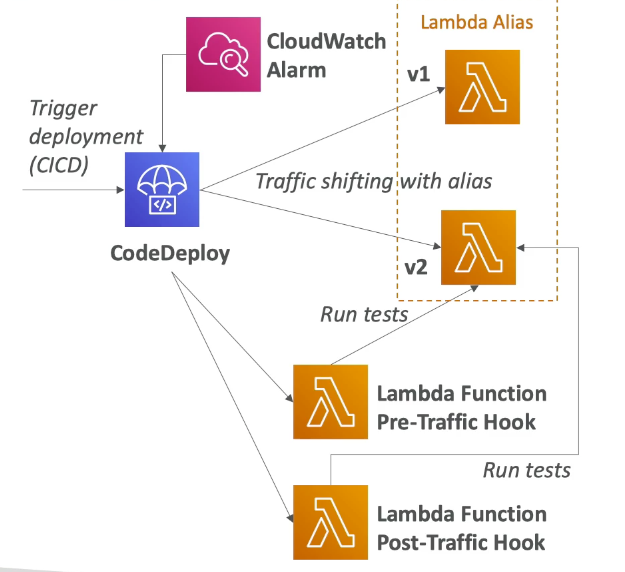 CloudWatch
Alarm
Lambda Alias
v1
Trigger
deployment
(CICD)
Traffic shifting with alias
CodeDeploy
v2
Run tests
Lambda Function
Pre-Traffic Hook
Run tests
Lambda Function
Post-Traffic Hook